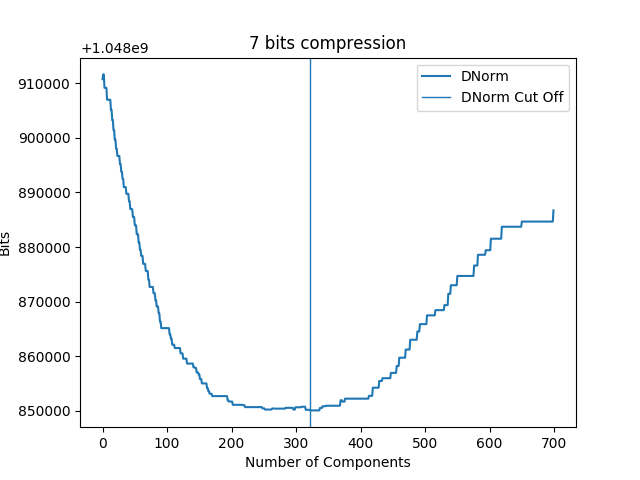 7 bits compression
+1.048e9
DNorm
DNorm Cut Off
910000
900000
890000
880000
870000
860000
850000
Bits
0 100 200 300 400 500 600 700
Number of Components